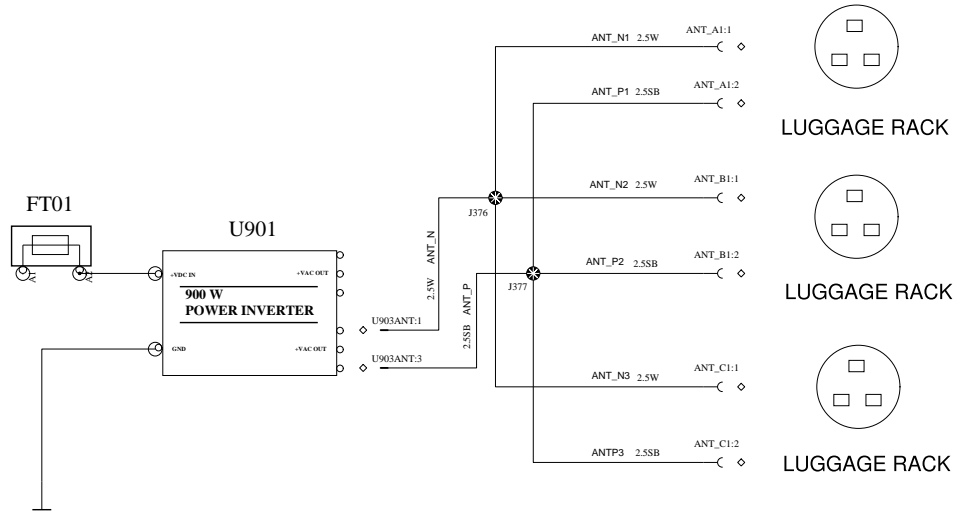 ANT_N1 2.5W ANT_A1:1
ANT_P1 2.5SB ANT_A1:2
LUGGAGE RACK
ANT_N2 2.5W ANT_B1:1
J376
FT01
U901
A1 A2
+VDC IN +VAC OUT
900 W
POWER INVERTER
GND +VAC OUT
2.5W ANT_N
2.5SB ANT_P
U903ANT:1
U903ANT:3
ANT_P2 2.5SB ANT_B1:2
J377
LUGGAGE RACK
ANT_N3 2.5W ANT_C1:1
ANTP3 2.5SB ANT_C1:2
LUGGAGE RACK